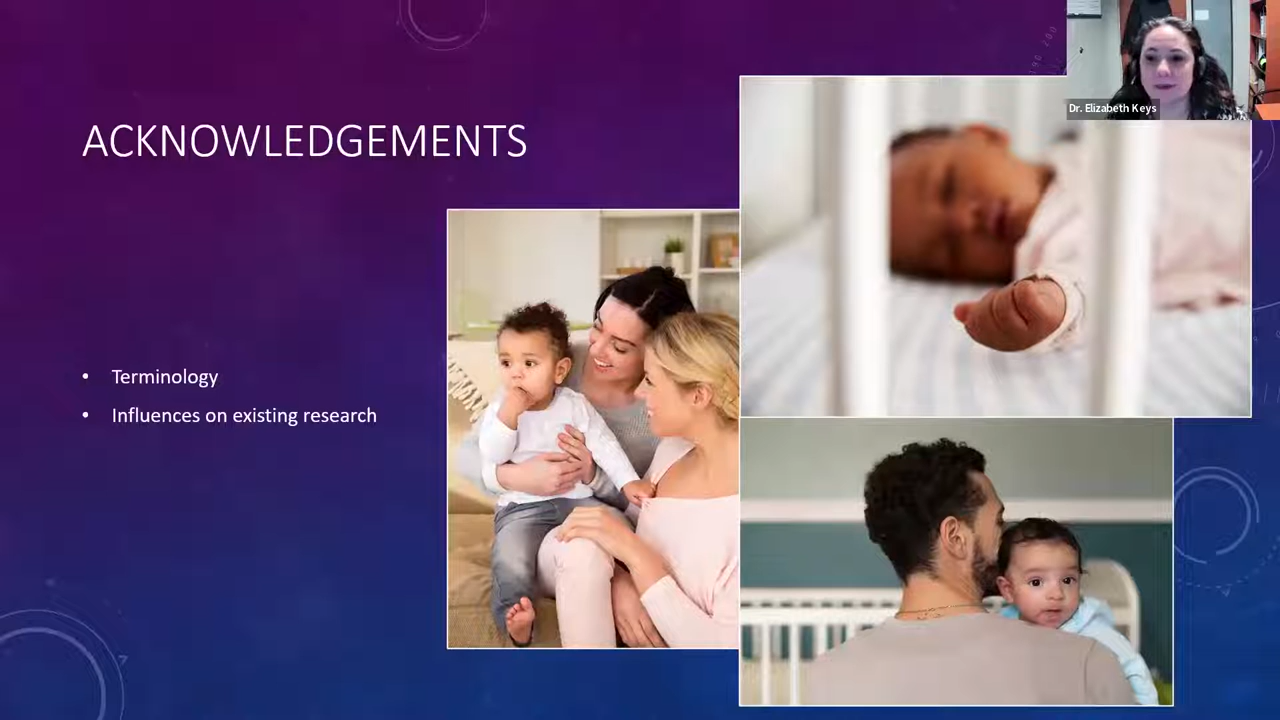 ACKNOWLEDGEMENTS
• Terminology
• Influences on existing research
Dr. Elizabeth Keys